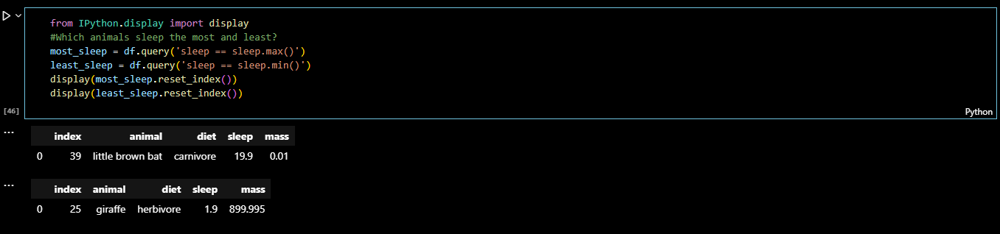 from IPython.display import display
#Which animals sleep the most and least?
most_sleep = df.query('sleep == sleep.max()')
least_sleep = df.query('sleep == sleep.min()')
display(most_sleep.reset_index())
display(least_sleep.reset_index())
[46]
Python
...
index animal diet sleep mass
0 39 little brown bat carnivore 19.9 0.01
...
index animal diet sleep mass
0 25 giraffe herbivore 1.9 899.995